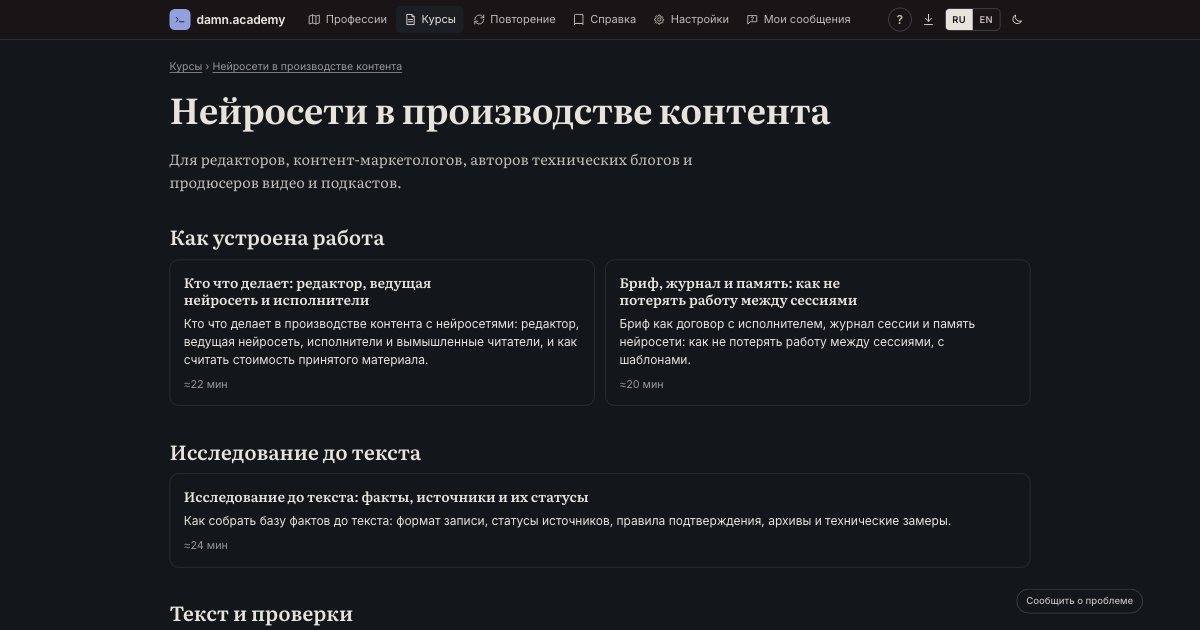 damn.academy Профессии Курсы Повторение Справка Настройки Мои сообщения ? RU EN
Курсы › Нейросети в производстве контента
Нейросети в производстве контента
Для редакторов, контент-маркетологов, авторов технических блогов и
продюсеров видео и подкастов.
Как устроена работа
Кто что делает: редактор, ведущая
нейросеть и исполнители
Кто что делает в производстве контента с нейросетями: редактор,
ведущая нейросеть, исполнители и вымышленные читатели, и как
считать стоимость принятого материала.
≈22 мин
Бриф, журнал и память: как не
потерять работу между сессиями
Бриф как договор с исполнителем, журнал сессии и память
нейросети: как не потерять работу между сессиями, с
шаблонами.
≈20 мин
Исследование до текста
Исследование до текста: факты, источники и их статусы
Как собрать базу фактов до текста: формат записи, статусы источников, правила подтверждения, архивы и технические замеры.
≈24 мин
Текст и проверки
Сообщить о проблеме